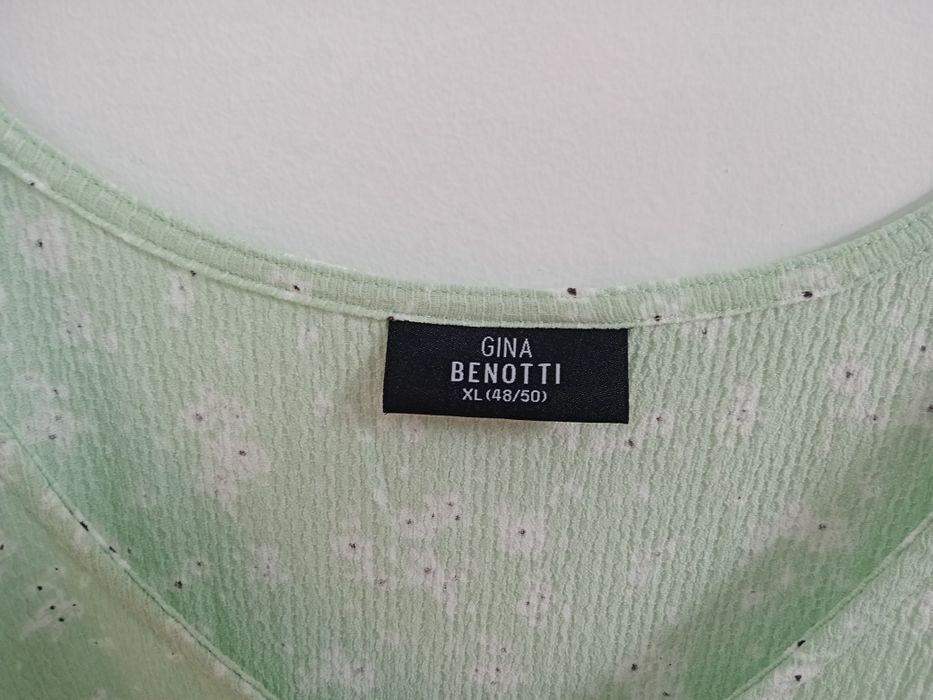 GINA
BENOTTI
XL (48/50)